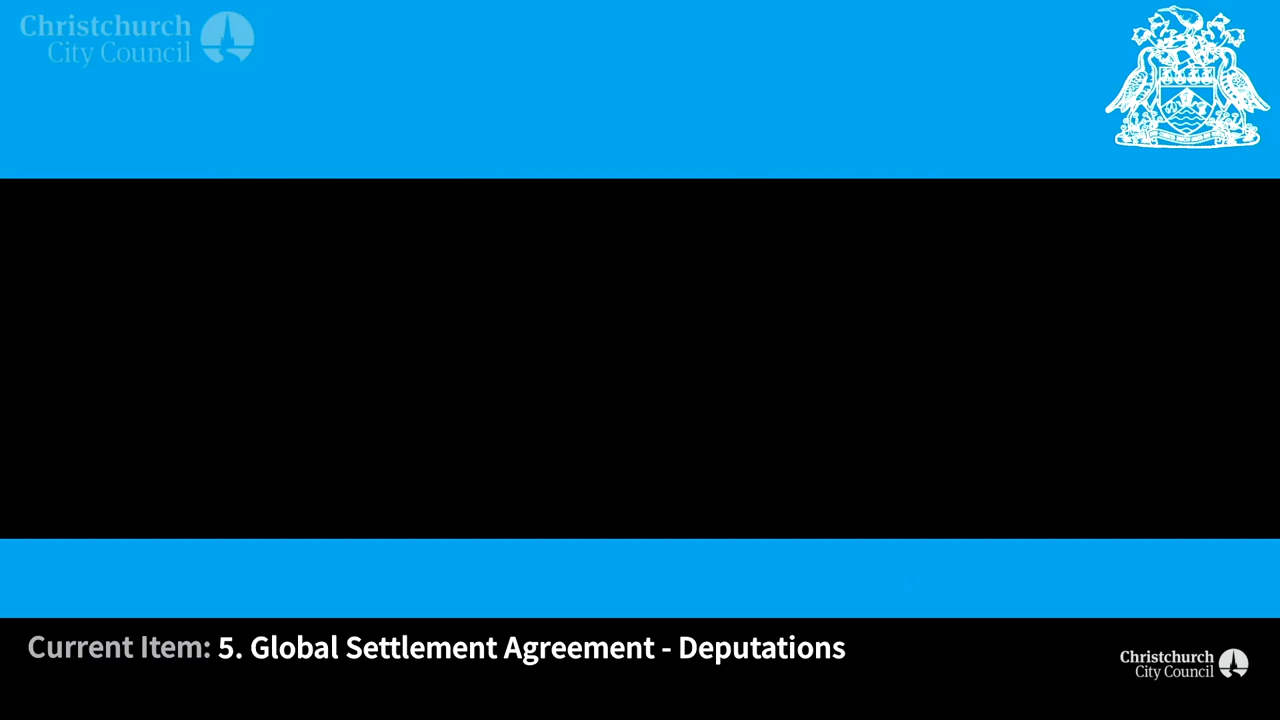 Christchurch
City Council
Current Item: 5. Global Settlement Agreement - Deputations
Christchurch
City Council